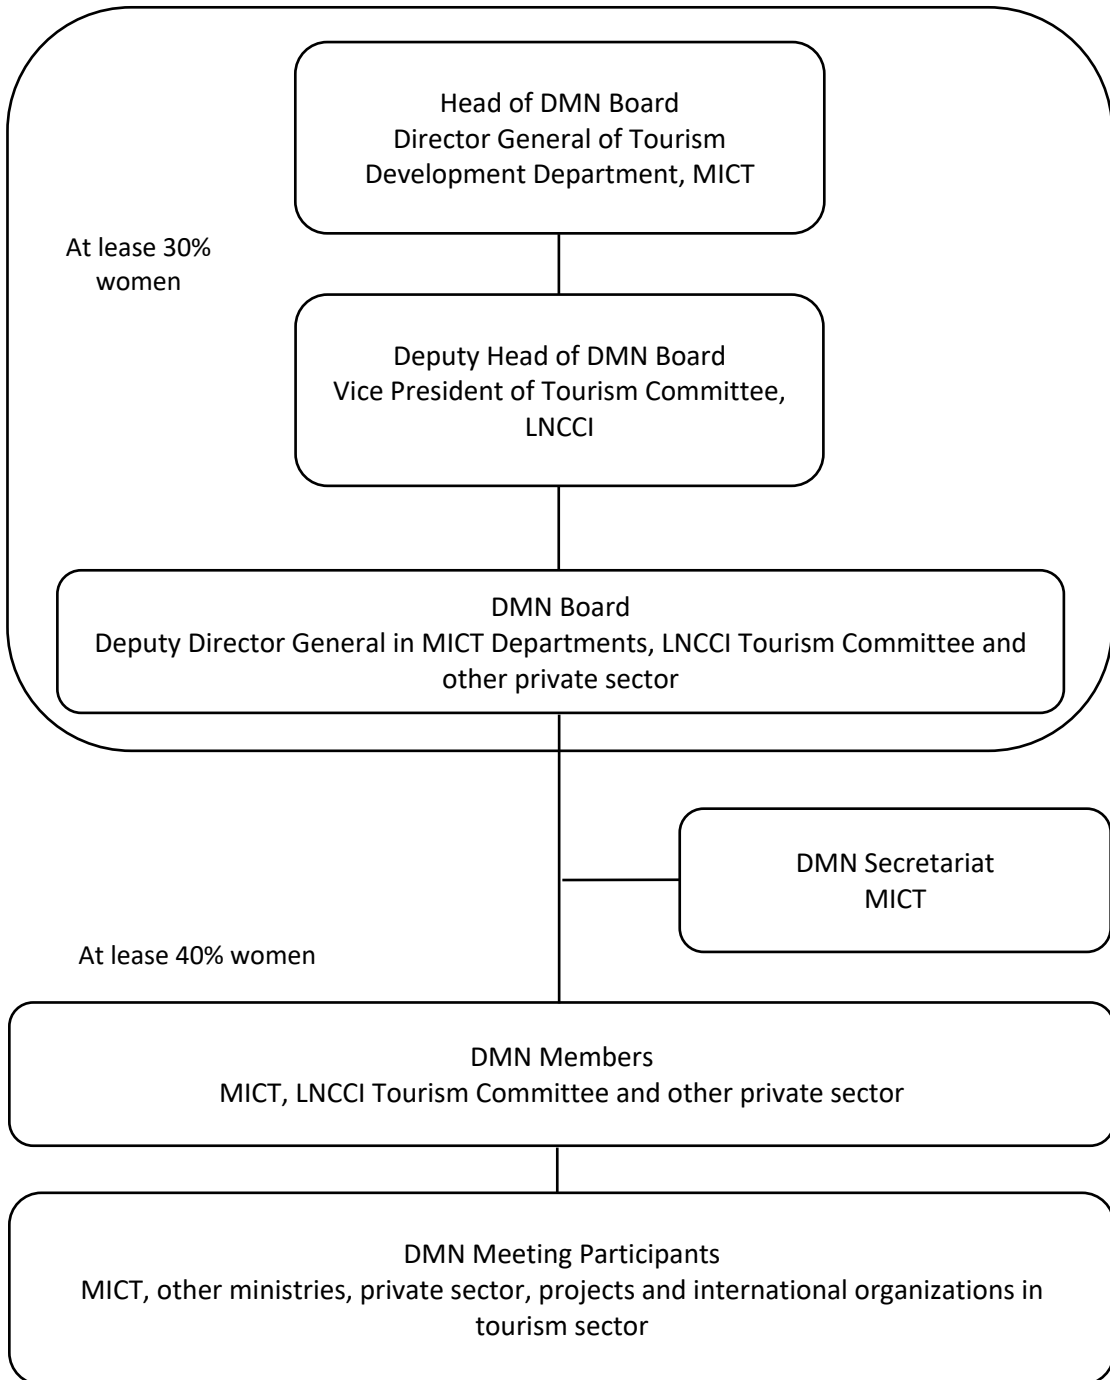 Head of DMN Board
Director General of Tourism
Development Department, MICT
At lease 30%
women
Deputy Head of DMN Board
Vice President of Tourism Committee,
LNCCI
DMN Board
Deputy Director General in MICT Departments, LNCCI Tourism Committee and
other private sector
DMN Secretariat
MICT
At lease 40% women
DMN Members
MICT, LNCCI Tourism Committee and other private sector
DMN Meeting Participants
MICT, other ministries, private sector, projects and international organizations in
tourism sector